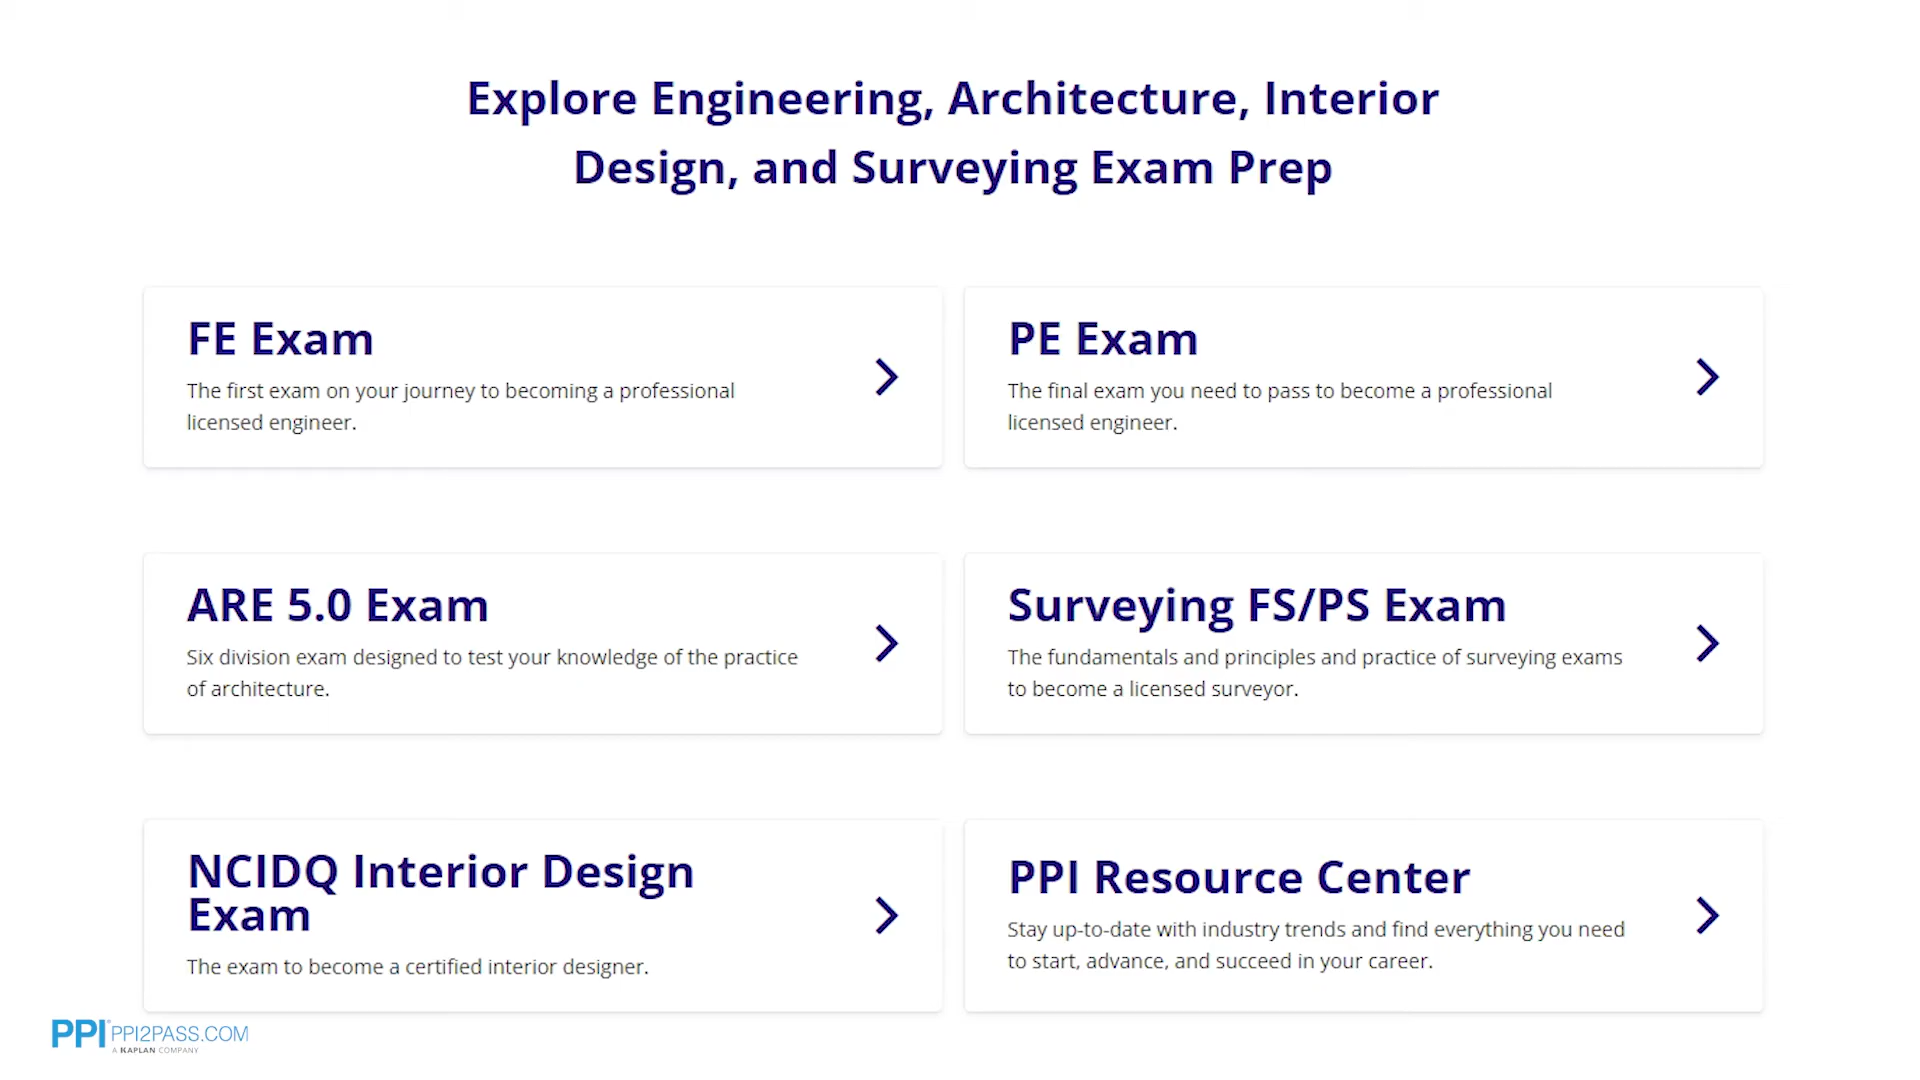 Explore Engineering, Architecture, Interior
Design, and Surveying Exam Prep
FE Exam
The first exam on your journey to becoming a professional
licensed engineer.
PE Exam
The final exam you need to pass to become a professional
licensed engineer.
ARE 5.0 Exam
Six division exam designed to test your knowledge of the practice
of architecture.
Surveying FS/PS Exam
The fundamentals and principles and practice of surveying exams
to become a licensed surveyor.
NCIDQ Interior Design
Exam
The exam to become a certified interior designer.
PPI Resource Center
Stay up-to-date with industry trends and find everything you need
to start, advance, and succeed in your career.
PPI® PPI2PASS.COM
A KAPLAN COMPANY